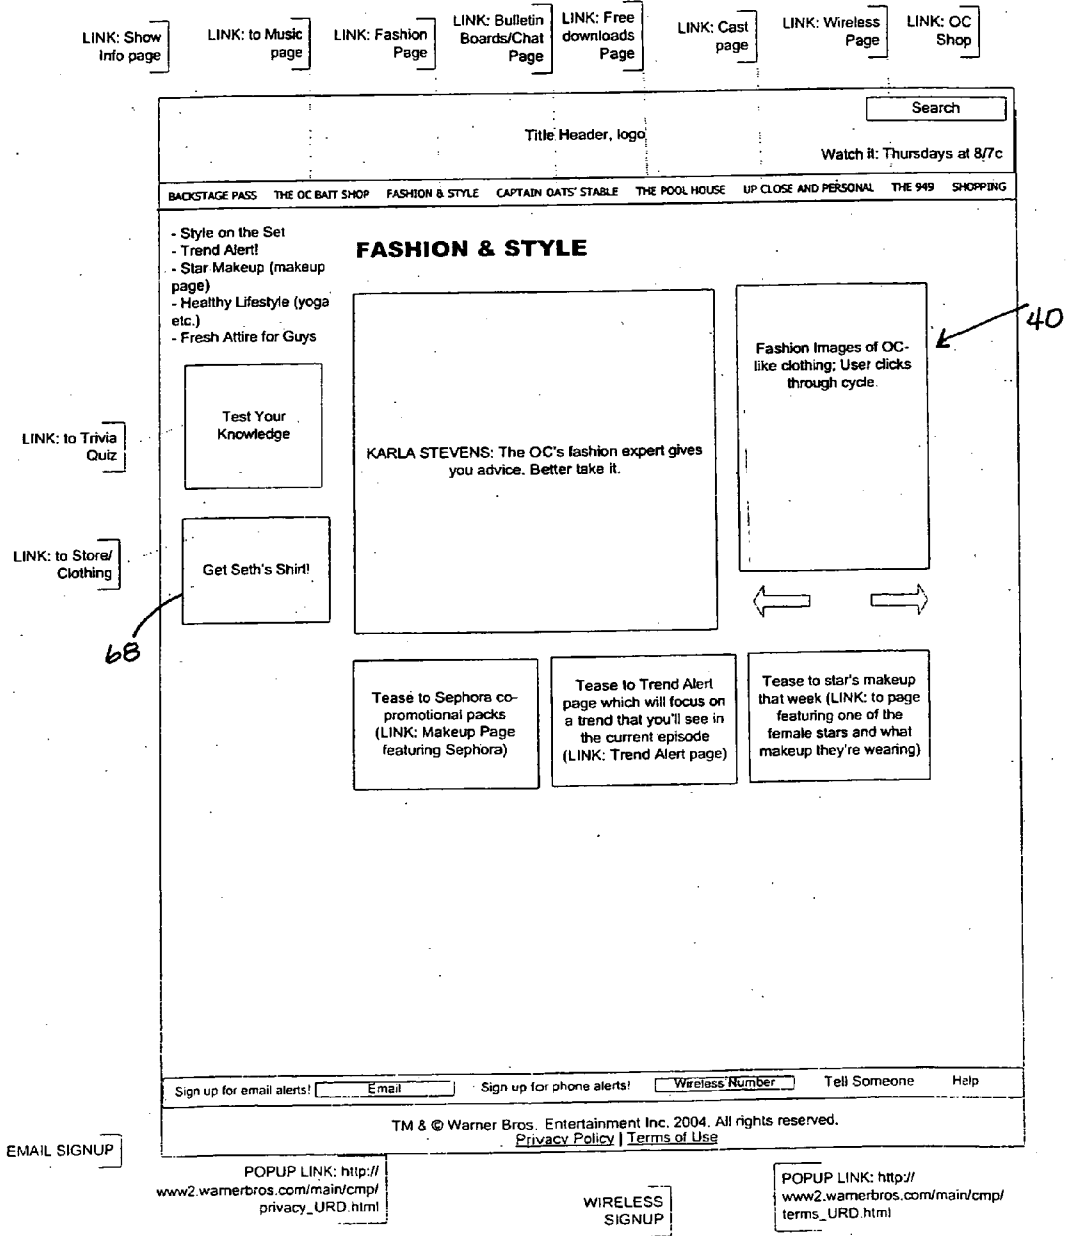 LINK: Show
Info page
LINK: to Music
page
LINK: Fashion
Page
LINK: Bulletin
Boards/Chat
Page
LINK: Free
downloads
Page
LINK: Cast
page
LINK: Wireless
Page
LINK: OC
Shop
Search
Title Header, logo
Watch it: Thursdays at 8/7c
BACKSTAGE PASS THE OC BAIT SHOP FASHION & STYLE CAPTAIN OATS' STABLE THE POOL HOUSE UP CLOSE AND PERSONAL THE 949 SHOPPING
- Style on the Set
- Trend Alert!
- Star Makeup (makeup
page)
- Healthy Lifestyle (yoga
etc.)
- Fresh Attire for Guys
FASHION & STYLE
40
Fashion Images of OC-
like clothing; User clicks
through cycle.
Test Your
Knowledge
LINK: to Trivia
Quiz
KARLA STEVENS: The OC's fashion expert gives
you advice. Better take it.
LINK: to Store/
Clothing
Get Seth's Shirt!
68
Tease to Sephora co-
promotional packs
(LINK: Makeup Page
featuring Sephora)
Tease to Trend Alert
page which will focus on
a trend that you'll see in
the current episode
(LINK: Trend Alert page)
Tease to star's makeup
that week (LINK: to page
featuring one of the
female stars and what
makeup they're wearing)
Sign up for email alerts! Email Sign up for phone alerts! Wireless Number Tell Someone Help
TM & © Warner Bros. Entertainment Inc. 2004. All rights reserved.
Privacy Policy | Terms of Use
EMAIL SIGNUP
POPUP LINK: http://
www2.warnerbros.com/main/cmp/
privacy_URD.html
WIRELESS
SIGNUP
POPUP LINK: http://
www2.warnerbros.com/main/cmp/
terms_URD.html